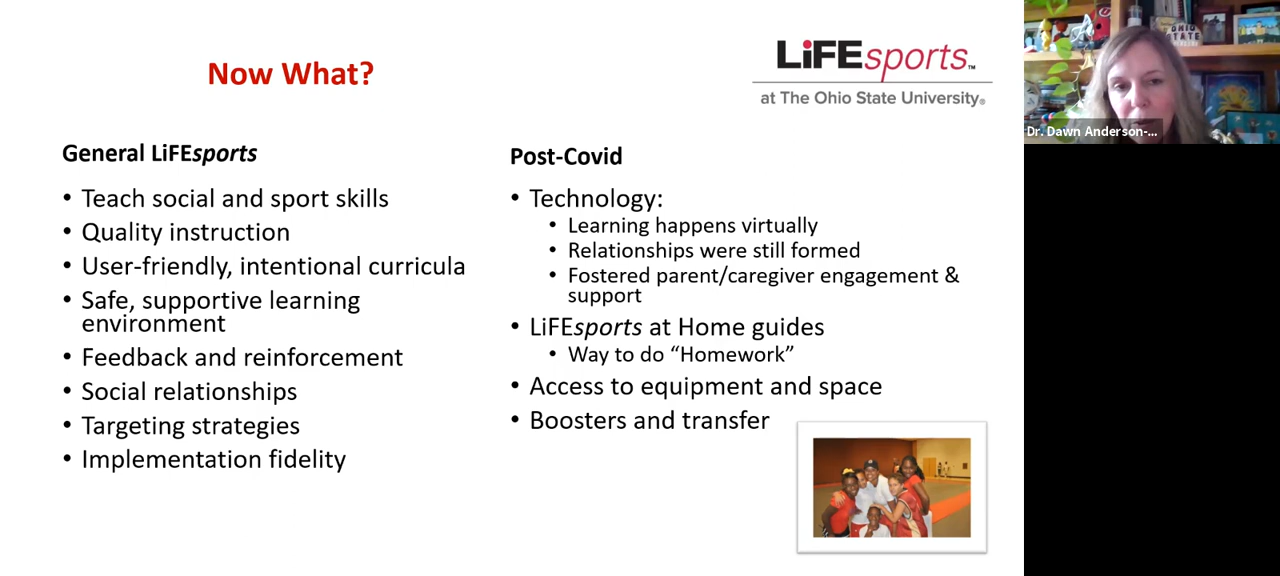 Now What?
LiFEsports™
at The Ohio State University®
General LiFEsports
• Teach social and sport skills
• Quality instruction
• User-friendly, intentional curricula
• Safe, supportive learning
environment
• Feedback and reinforcement
• Social relationships
• Targeting strategies
• Implementation fidelity
Post-Covid
• Technology:
• Learning happens virtually
• Relationships were still formed
• Fostered parent/caregiver engagement &
support
• LiFEsports at Home guides
• Way to do “Homework”
• Access to equipment and space
• Boosters and transfer
OHIO
STATE
Dr. Dawn Anderson-...